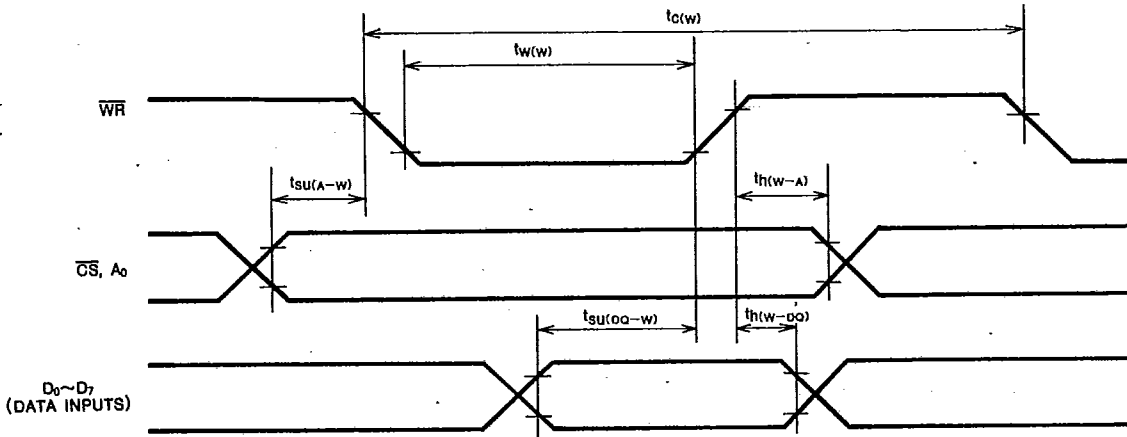 tC(W)
tW(W)
WR
tSU(A-W)
th(W-A)
CS, A0
tSU(DQ-W)
th(W-DQ)
D0~D7
(DATA INPUTS)